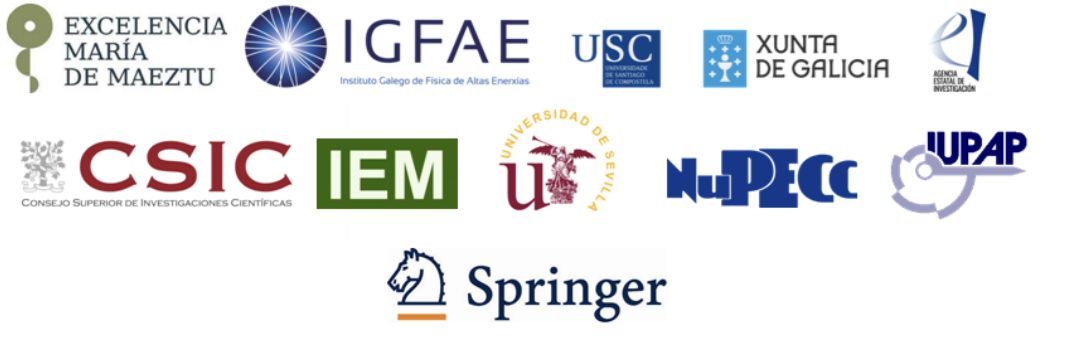 EXCELENCIA
MARÍA
DE MAEZTU
IGFAE
Instituto Galego de Física de Altas Enerxías
USC
UNIVERSIDADE
DE SANTIAGO
DE COMPOSTELA
XUNTA
DE GALICIA
AGENCIA
ESTATAL DE
INVESTIGACIÓN
CSIC
CONSEJO SUPERIOR DE INVESTIGACIONES CIENTÍFICAS
IEM
UNIVERSIDAD DE SEVILLA
NuPECC
IUPAP
Springer